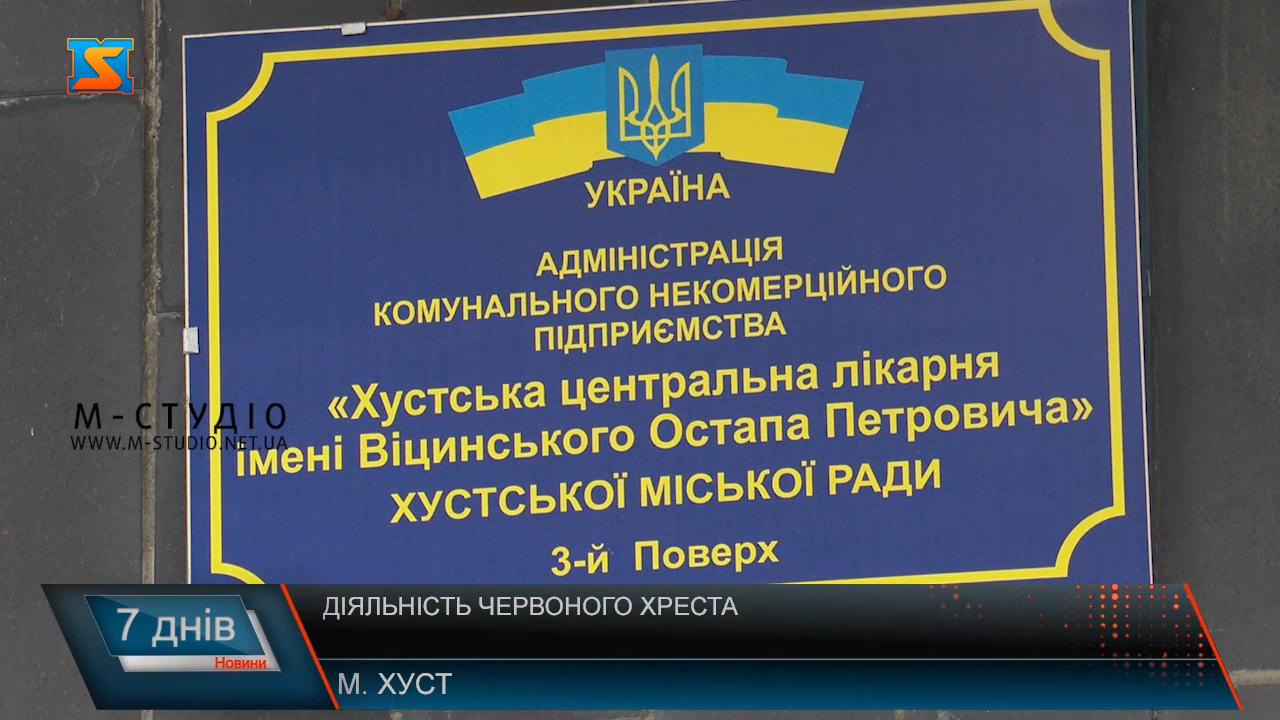 УКРАЇНА
АДМІНІСТРАЦІЯ
КОМУНАЛЬНОГО НЕКОМЕРЦІЙНОГО
ПІДПРИЄМСТВА
«Хустська центральна лікарня
імені Віцинського Остапа Петровича»
ХУСТСЬКОЇ МІСЬКОЇ РАДИ
3-й Поверх
М-СТУДІО
WWW.M-STUDIO.NET.UA
7 днів
Новини
ДІЯЛЬНІСТЬ ЧЕРВОНОГО ХРЕСТА
М. ХУСТ